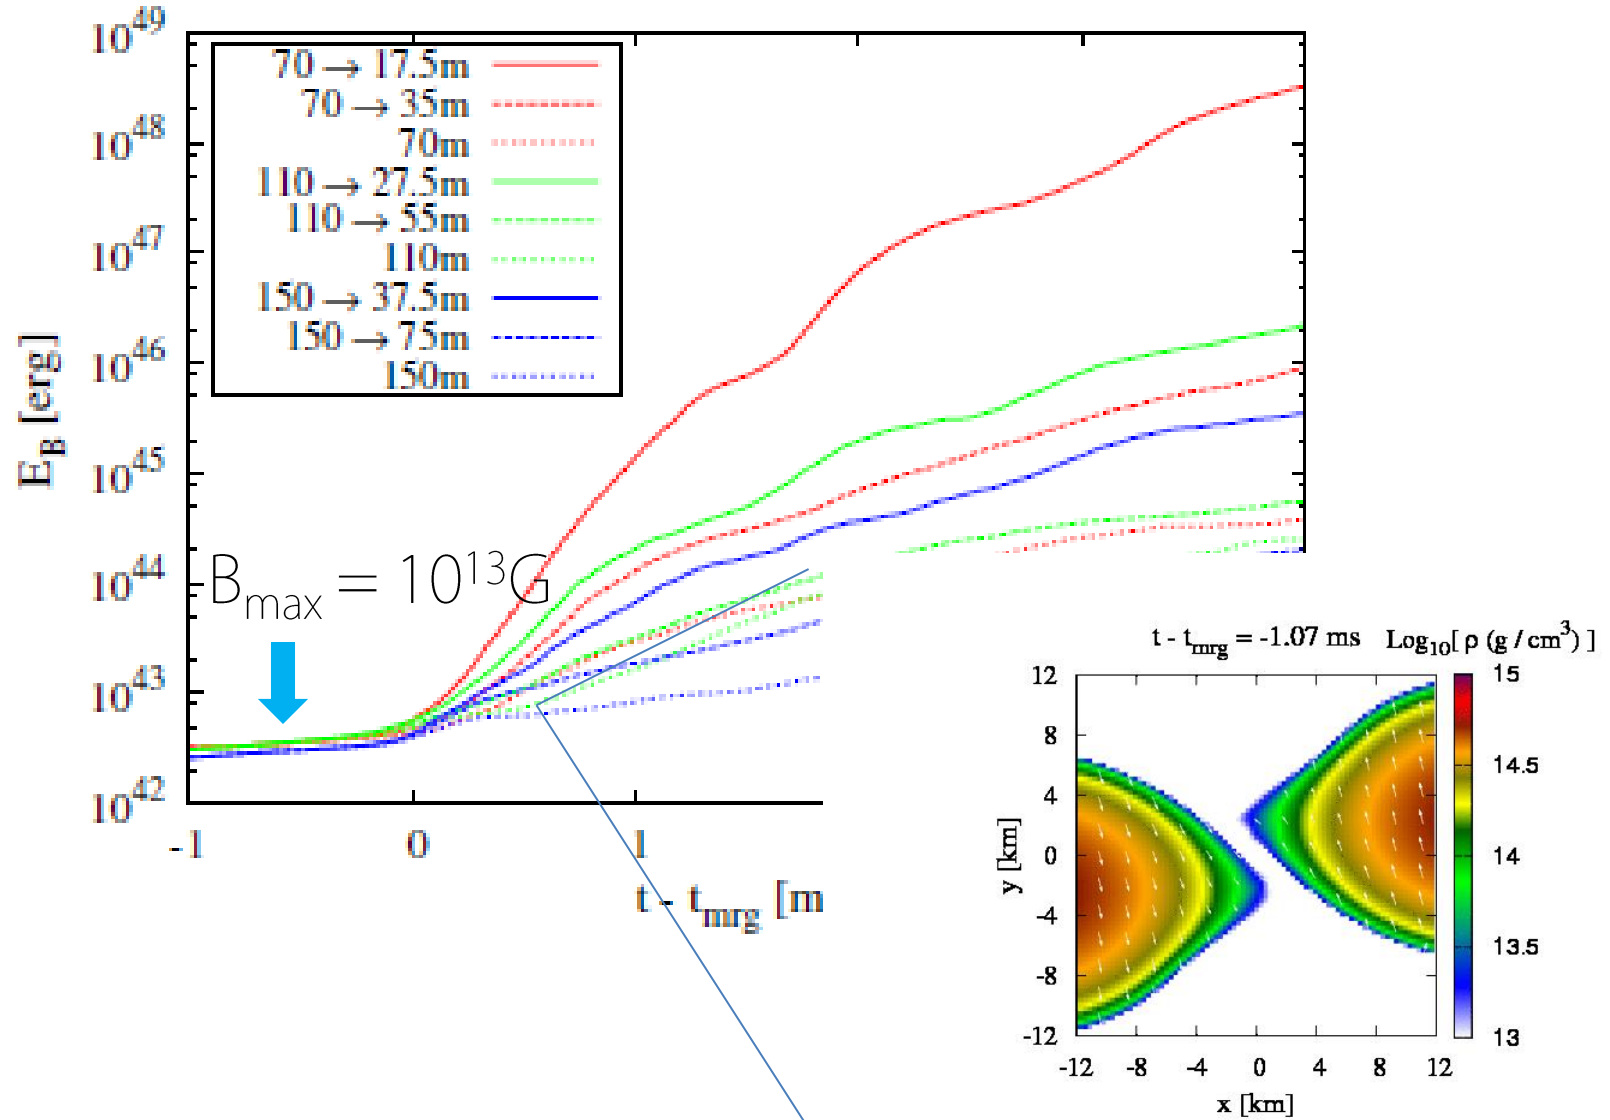 10^49
10^48
10^47
10^46
10^45
10^44
10^43
10^42
E_B [erg]
70 → 17.5m
70 → 35m
70m
110 → 27.5m
110 → 55m
110m
150 → 37.5m
150 → 75m
150m
B_max = 10^13G
-1 0 1
t - t_mrg [m
t - t_mrg = -1.07 ms Log_10[ ρ (g / cm^3) ]
12
8
4
0
-4
-8
-12
y [km]
-12 -8 -4 0 4 8 12
x [km]
15
14.5
14
13.5
13